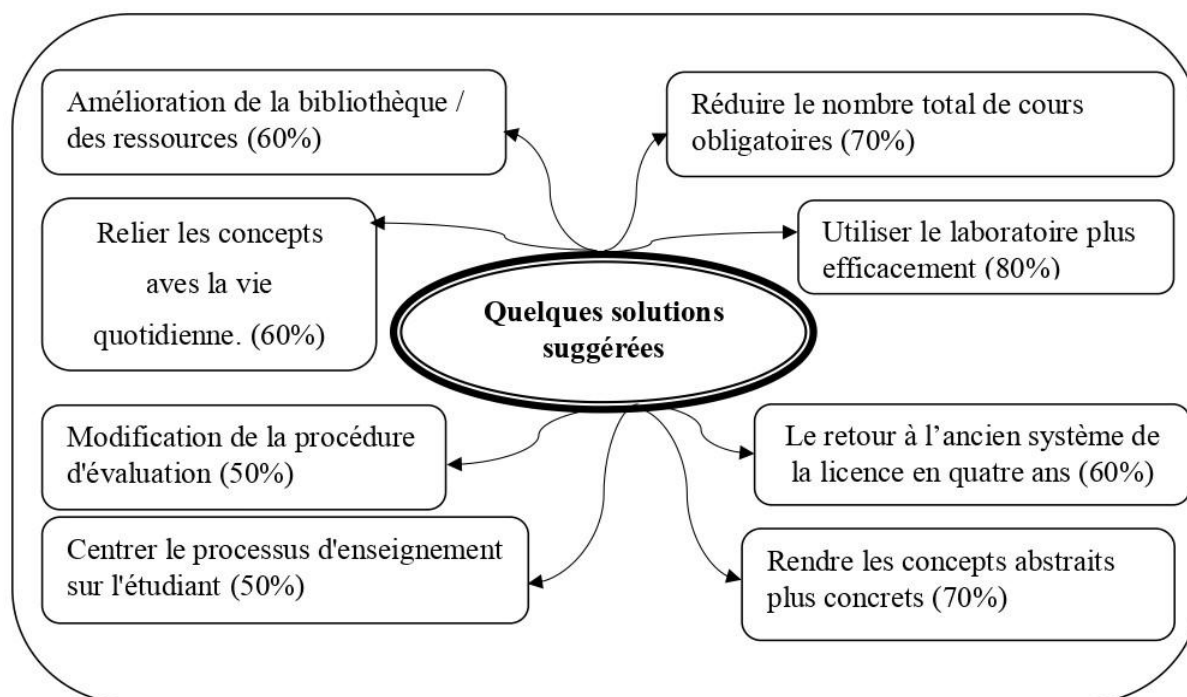 Amélioration de la bibliothèque /
des ressources (60%)
Réduire le nombre total de cours
obligatoires (70%)
Relier les concepts
aves la vie
quotidienne. (60%)
Utiliser le laboratoire plus
efficacement (80%)
Quelques solutions
suggérées
Modification de la procédure
d'évaluation (50%)
Le retour à l’ancien système de
la licence en quatre ans (60%)
Centrer le processus d'enseignement
sur l'étudiant (50%)
Rendre les concepts abstraits
plus concrets (70%)